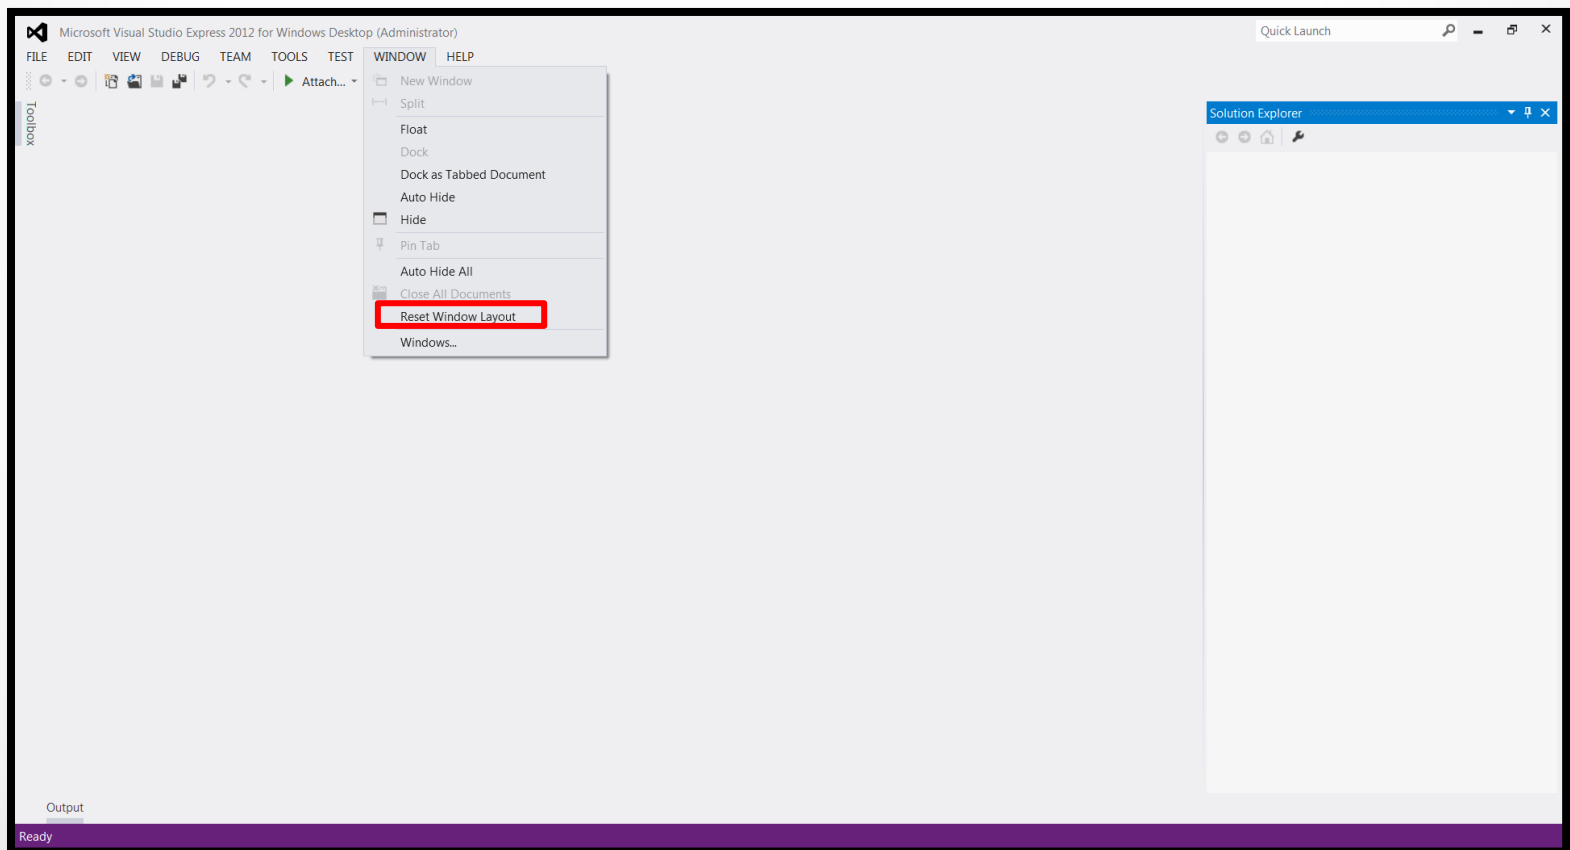 Microsoft Visual Studio Express 2012 for Windows Desktop (Administrator)
Quick Launch
FILE EDIT VIEW DEBUG TEAM TOOLS TEST WINDOW HELP
Attach...
New Window
Split
Float
Dock
Dock as Tabbed Document
Auto Hide
Hide
Pin Tab
Auto Hide All
Close All Documents
Reset Window Layout
Windows...
Toolbox
Solution Explorer
Output
Ready